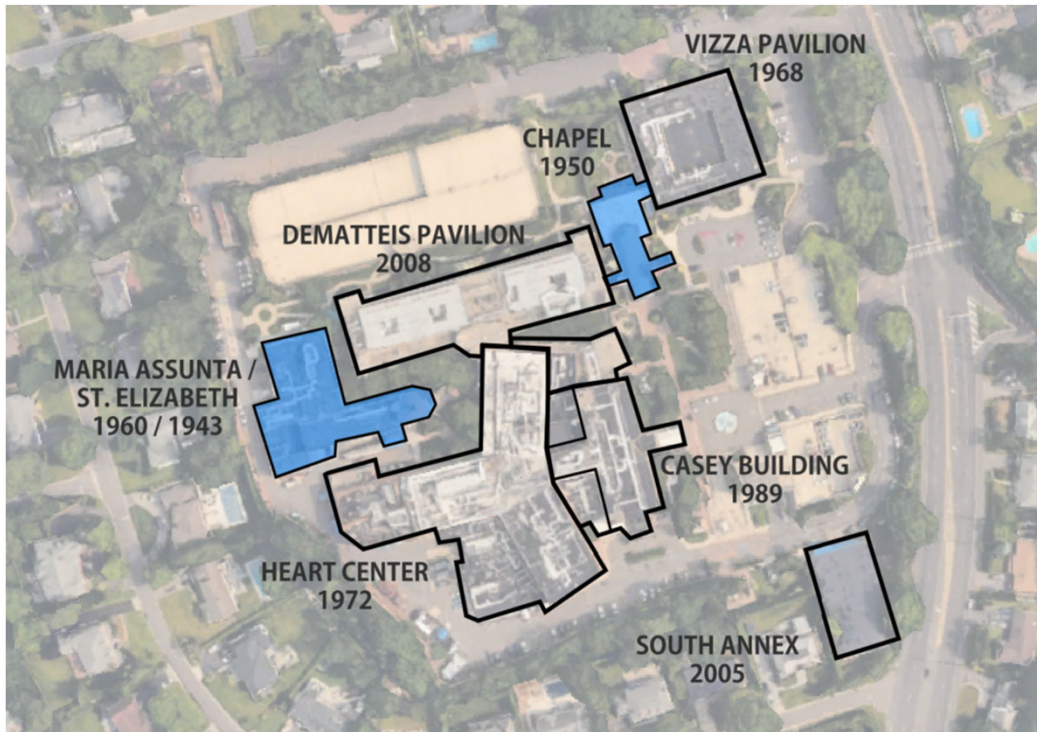 VIZZA PAVILION
1968
CHAPEL
1950
DEMATTEIS PAVILION
2008
MARIA ASSUNTA /
ST. ELIZABETH
1960 / 1943
CASEY BUILDING
1989
HEART CENTER
1972
SOUTH ANNEX
2005